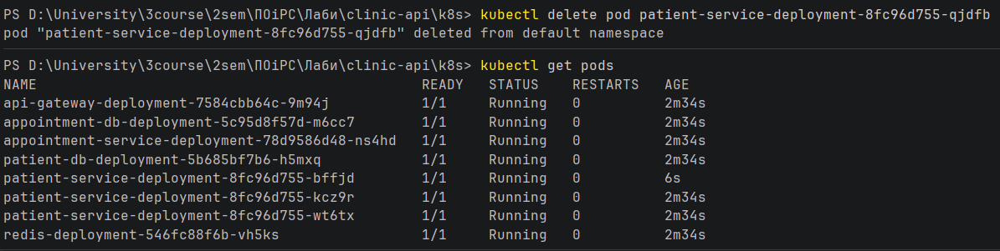 PS D:\University\3course\2sem\ПОіРС\Лаби\clinic-api\k8s> kubectl delete pod patient-service-deployment-8fc96d755-qjdfb
pod "patient-service-deployment-8fc96d755-qjdfb" deleted from default namespace
PS D:\University\3course\2sem\ПОіРС\Лаби\clinic-api\k8s> kubectl get pods
NAME READY STATUS RESTARTS AGE
api-gateway-deployment-7584cbb64c-9m94j 1/1 Running 0 2m34s
appointment-db-deployment-5c95d8f57d-m6cc7 1/1 Running 0 2m34s
appointment-service-deployment-78d9586d48-ns4hd 1/1 Running 0 2m34s
patient-db-deployment-5b685bf7b6-h5mxq 1/1 Running 0 2m34s
patient-service-deployment-8fc96d755-bffjd 1/1 Running 0 6s
patient-service-deployment-8fc96d755-kcz9r 1/1 Running 0 2m34s
patient-service-deployment-8fc96d755-wt6tx 1/1 Running 0 2m34s
redis-deployment-546fc88f6b-vh5ks 1/1 Running 0 2m34s